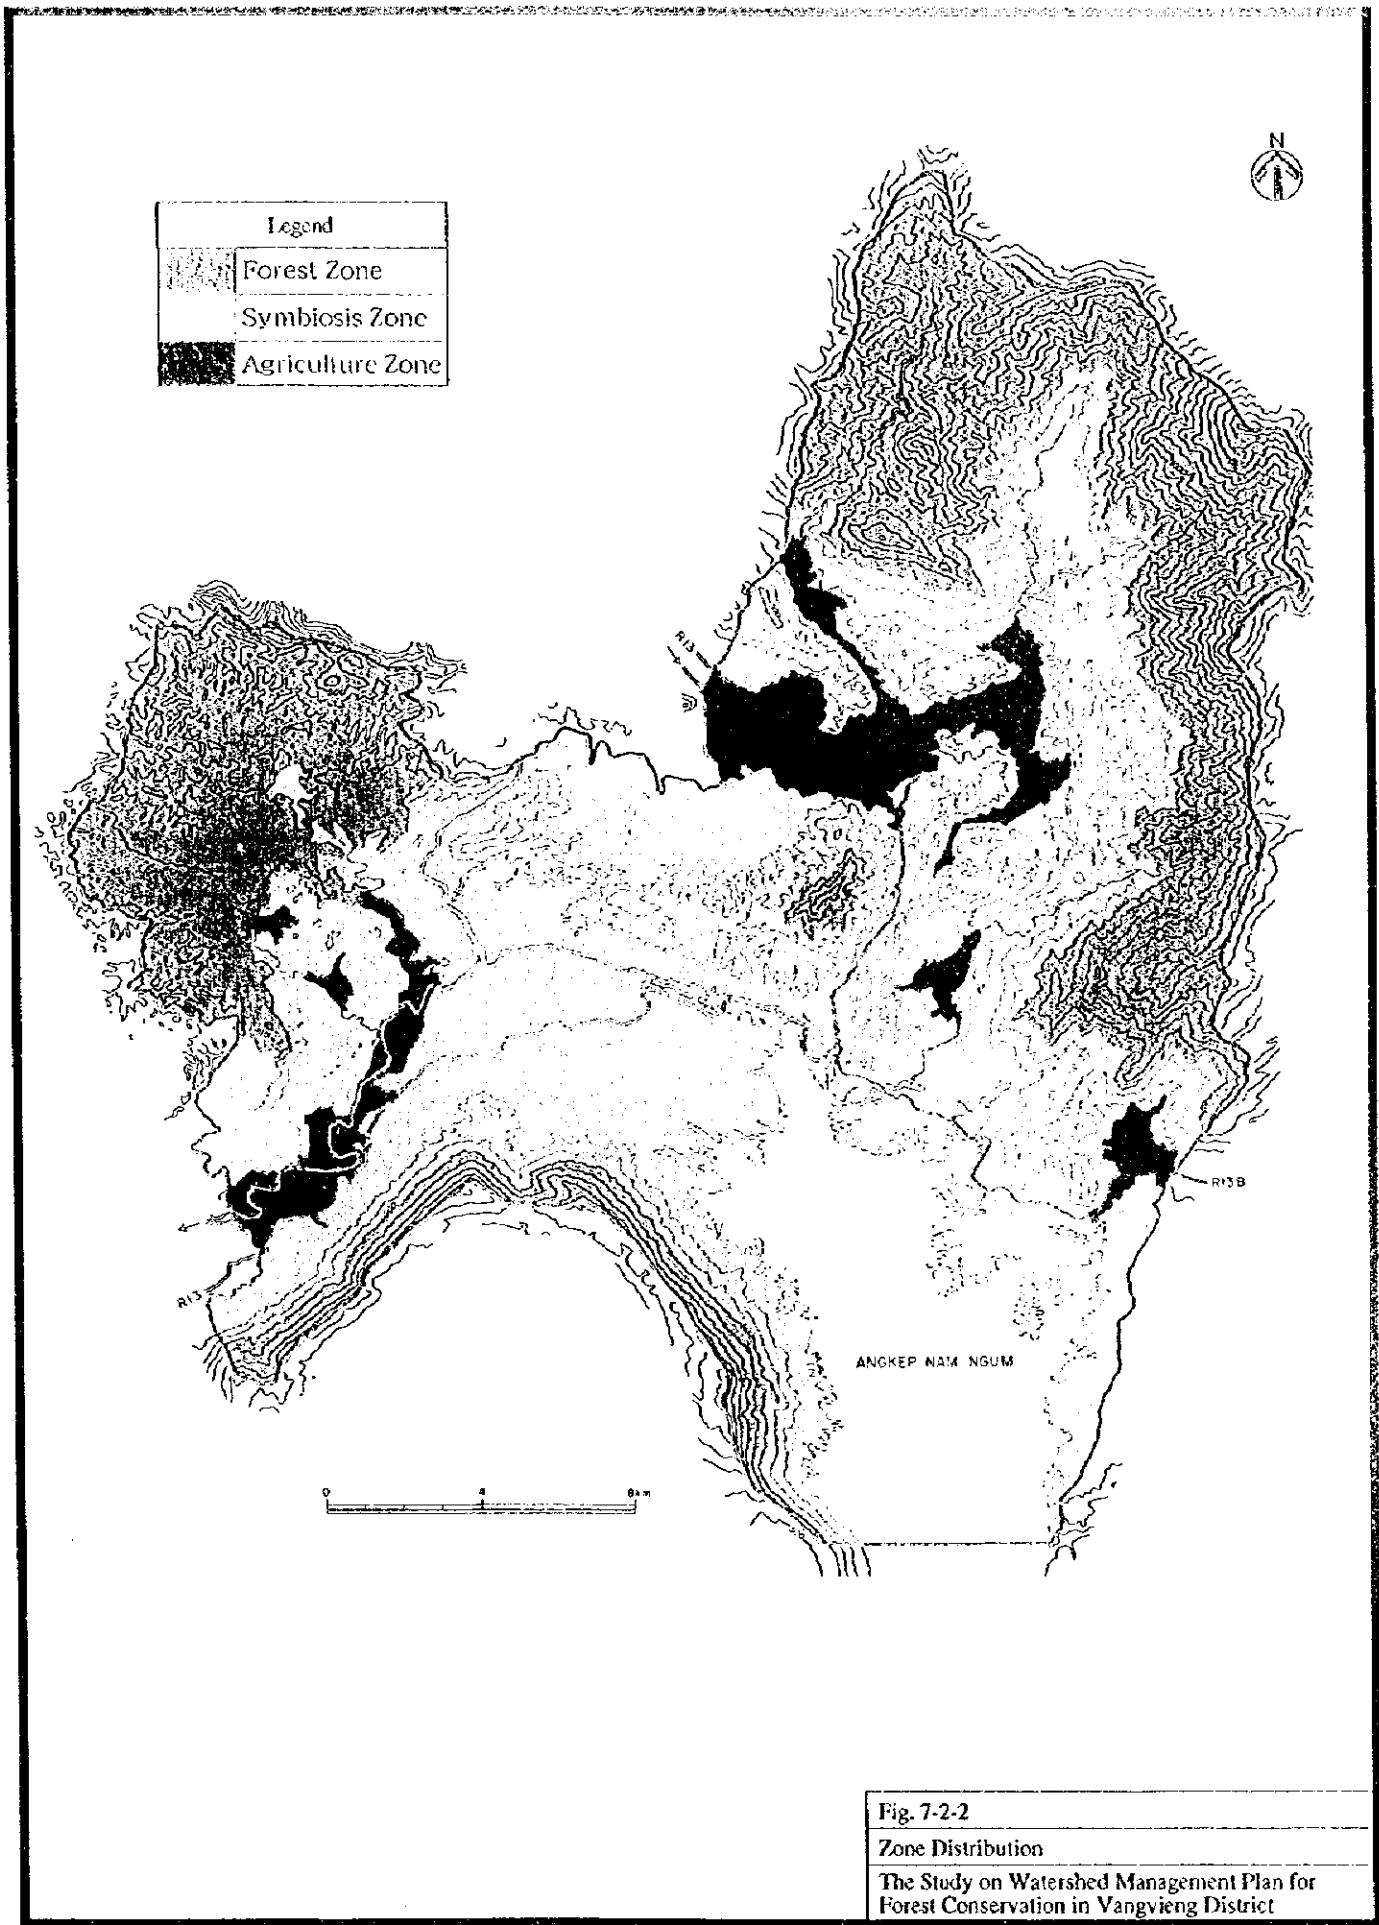 N
Legend
Forest Zone
Symbiosis Zone
Agriculture Zone
R13
R13B
R13
ANGKEP NAM NGUM
0 4 8km
Fig. 7-2-2
Zone Distribution
The Study on Watershed Management Plan for
Forest Conservation in Vangvieng District